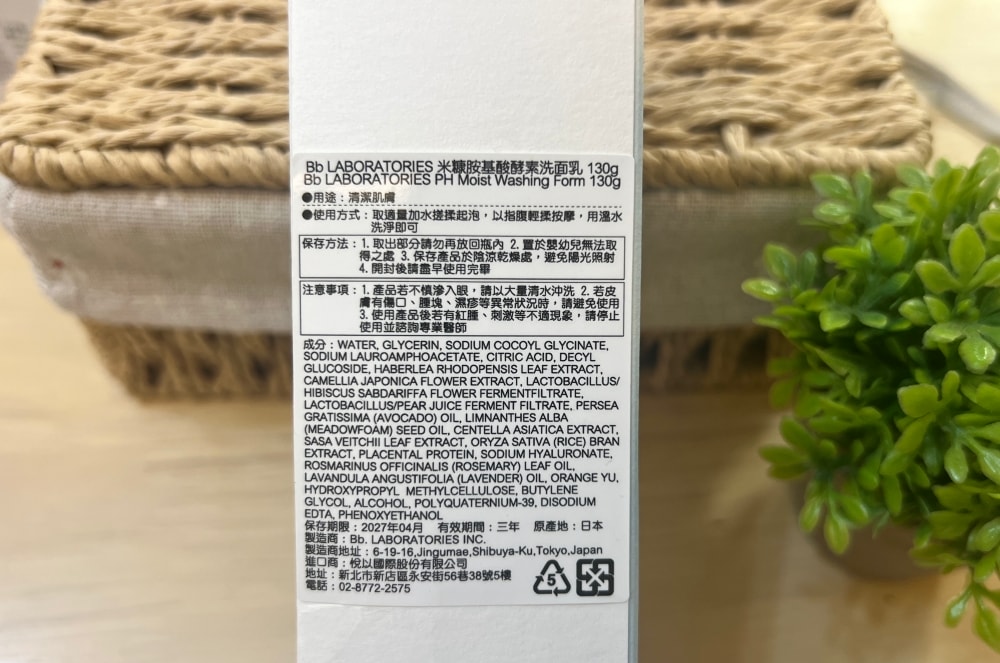 Bb LABORATORIES 米糠胺基酸酵素洗面乳 130g
Bb LABORATORIES PH Moist Washing Form 130g
●用途：清潔肌膚
●使用方式：取適量加水搓揉起泡，以指腹輕揉按摩，用溫水
洗淨即可
保存方法：1. 取出部分請勿再放回瓶內 2. 置於嬰幼兒無法取
得之處 3. 保存產品於陰涼乾燥處，避免陽光照射
4. 開封後請盡早使用完畢
注意事項：1. 產品若不慎滲入眼，請以大量清水沖洗 2. 若皮
膚有傷口、腫塊、濕疹等異常狀況時，請避免使用
3. 使用產品後若有紅腫、刺激等不適現象，請停止
使用並諮詢專業醫師
成分：WATER, GLYCERIN, SODIUM COCOYL GLYCINATE,
SODIUM LAUROAMPHOACETATE, CITRIC ACID, DECYL
GLUCOSIDE, HABERLEA RHODOPENSIS LEAF EXTRACT,
CAMELLIA JAPONICA FLOWER EXTRACT, LACTOBACILLUS/
HIBISCUS SABDARIFFA FLOWER FERMENTFILTRATE,
LACTOBACILLUS/PEAR JUICE FERMENT FILTRATE, PERSEA
GRATISSIMA (AVOCADO) OIL, LIMNANTHES ALBA
(MEADOWFOAM) SEED OIL, CENTELLA ASIATICA EXTRACT,
SASA VEITCHII LEAF EXTRACT, ORYZA SATIVA (RICE) BRAN
EXTRACT, PLACENTAL PROTEIN, SODIUM HYALURONATE,
ROSMARINUS OFFICINALIS (ROSEMARY) LEAF OIL,
LAVANDULA ANGUSTIFOLIA (LAVENDER) OIL, ORANGE YU,
HYDROXYPROPYL METHYLCELLULOSE, BUTYLENE
GLYCOL, ALCOHOL, POLYQUATERNIUM-39, DISODIUM
EDTA, PHENOXYETHANOL
保存期限：2027年04月 有效期間：三年 原產地：日本
製造商：Bb. LABORATORIES INC.
製造商地址：6-19-16,Jingumae,Shibuya-Ku,Tokyo,Japan
進口商：悅以國際股份有限公司
地址：新北市新店區永安街56巷38號5樓
電話：02-8772-2575
5